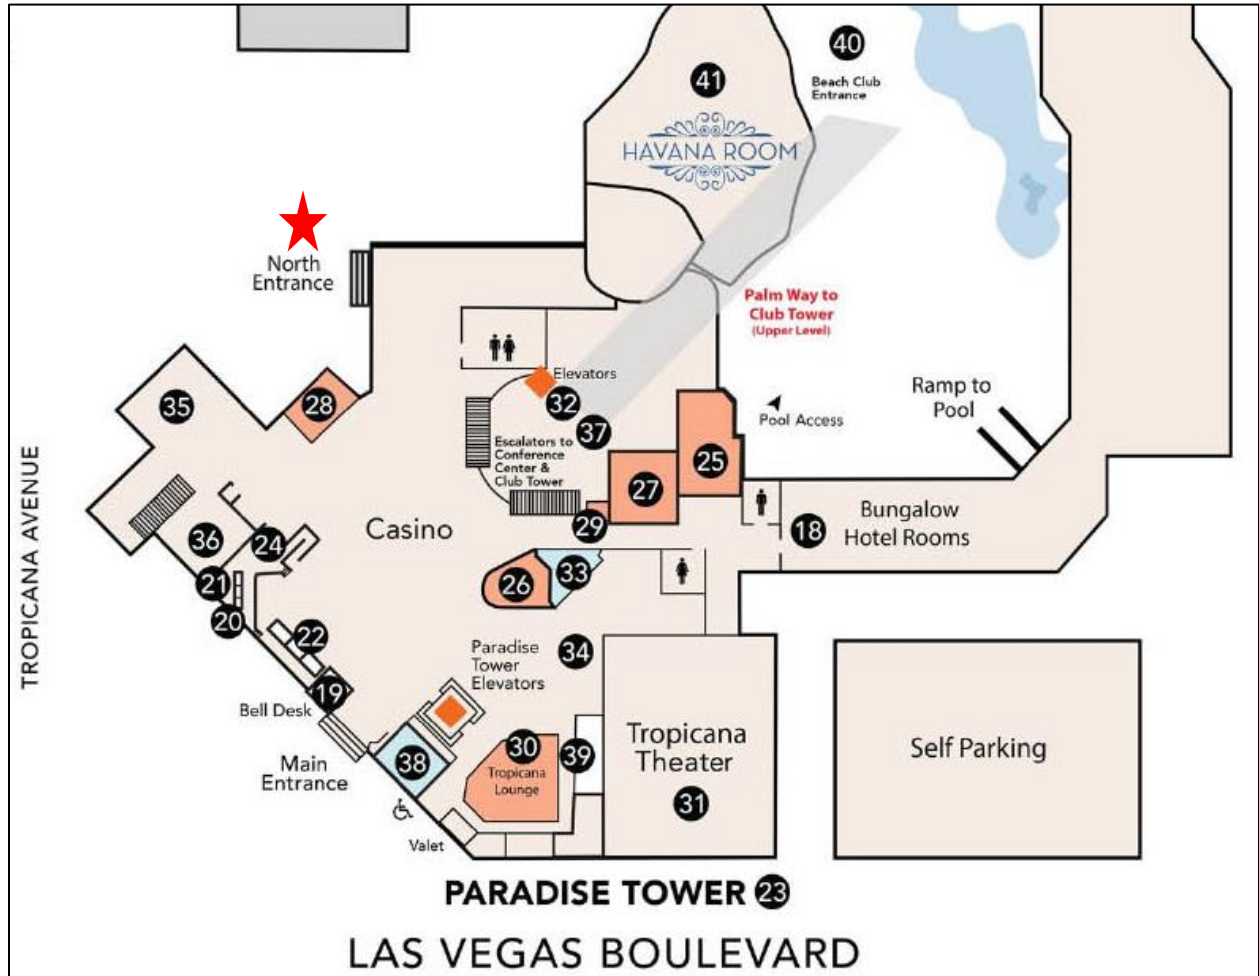 40
Beach Club
Entrance
41
HAVANA ROOM
North
Entrance
Palm Way to
Club Tower
(Upper Level)
Elevators
32
37
Ramp to
Pool
Pool Access
35
28
Escalators to
Conference
Center &
Club Tower
25
27
29
TROPICANA AVENUE
Casino
18
Bungalow
Hotel Rooms
36
24
21
20
26
33
22
34
Paradise
Tower
Elevators
19
Bell Desk
Main
Entrance
38
30
Tropicana
Lounge
39
Tropicana
Theater
31
Self Parking
Valet
PARADISE TOWER 23
LAS VEGAS BOULEVARD